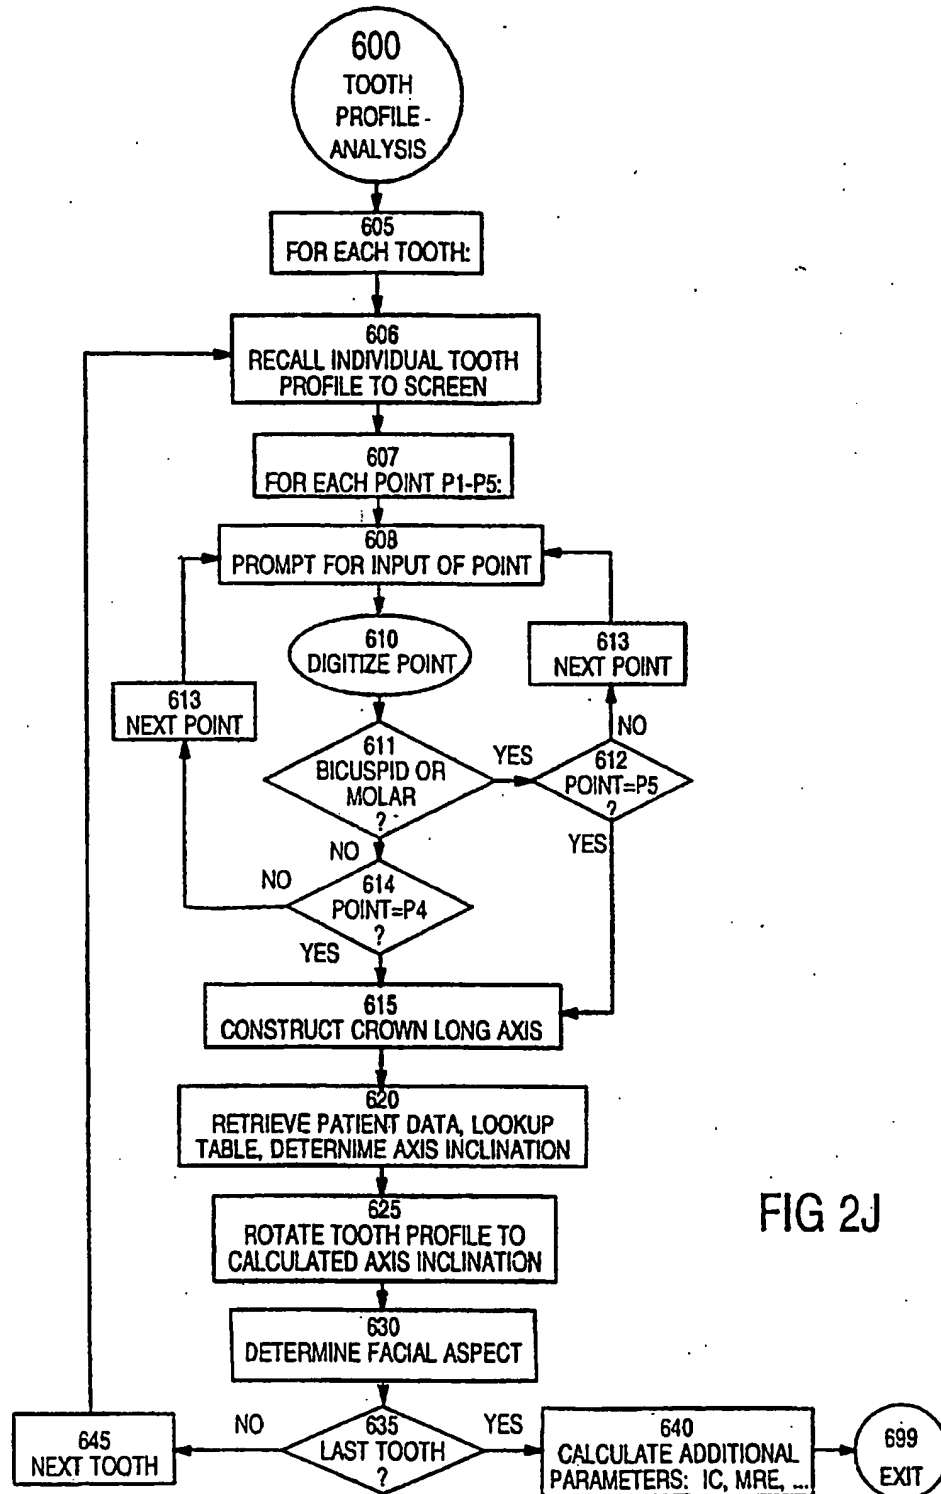 600
TOOTH
PROFILE-
ANALYSIS
605
FOR EACH TOOTH:
606
RECALL INDIVIDUAL TOOTH
PROFILE TO SCREEN
607
FOR EACH POINT P1-P5:
608
PROMPT FOR INPUT OF POINT
610
DIGITIZE POINT
613
NEXT POINT
613
NEXT POINT
NO
611
BICUSPID OR
MOLAR
?
YES
612
POINT=P5
?
YES
NO
NO
614
POINT=P4
?
YES
615
CONSTRUCT CROWN LONG AXIS
620
RETRIEVE PATIENT DATA, LOOKUP
TABLE, DETERNIME AXIS INCLINATION
625
ROTATE TOOTH PROFILE TO
CALCULATED AXIS INCLINATION
FIG 2J
630
DETERMINE FACIAL ASPECT
635
LAST TOOTH
?
NO
YES
645
NEXT TOOTH
640
CALCULATE ADDITIONAL
PARAMETERS: IC, MRE, ...
699
EXIT